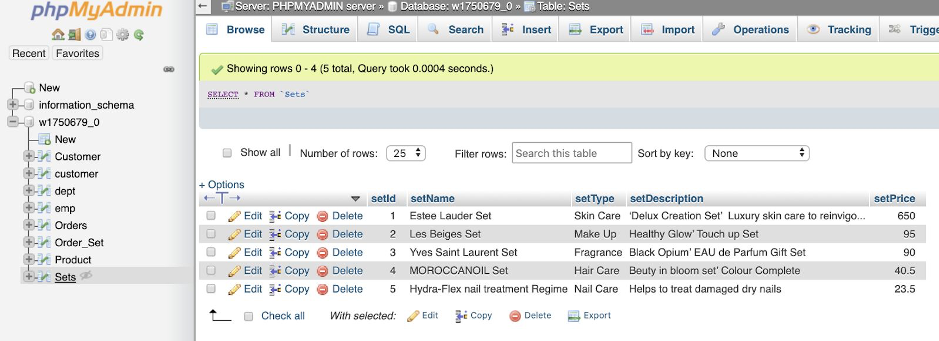 phpMyAdmin
Recent Favorites
New
information_schema
w1750679_0
New
Customer
customer
dept
emp
Orders
Order_Set
Product
Sets
Server: PHPMYADMIN server » Database: w1750679_0 » Table: Sets
Browse Structure SQL Search Insert Export Import Operations Tracking Trigge
Showing rows 0 - 4 (5 total, Query took 0.0004 seconds.)
SELECT * FROM `Sets`
Show all Number of rows: 25 Filter rows: Search this table Sort by key: None
+ Options
setId setName setType setDescription setPrice
Edit Copy Delete 1 Estee Lauder Set Skin Care 'Delux Creation Set' Luxury skin care to reinvigo... 650
Edit Copy Delete 2 Les Beiges Set Make Up Healthy Glow' Touch up Set 95
Edit Copy Delete 3 Yves Saint Laurent Set Fragrance Black Opium' EAU de Parfum Gift Set 90
Edit Copy Delete 4 MOROCCANOIL Set Hair Care Beuty in bloom set' Colour Complete 40.5
Edit Copy Delete 5 Hydra-Flex nail treatment Regime Nail Care Helps to treat damaged dry nails 23.5
Check all With selected: Edit Copy Delete Export